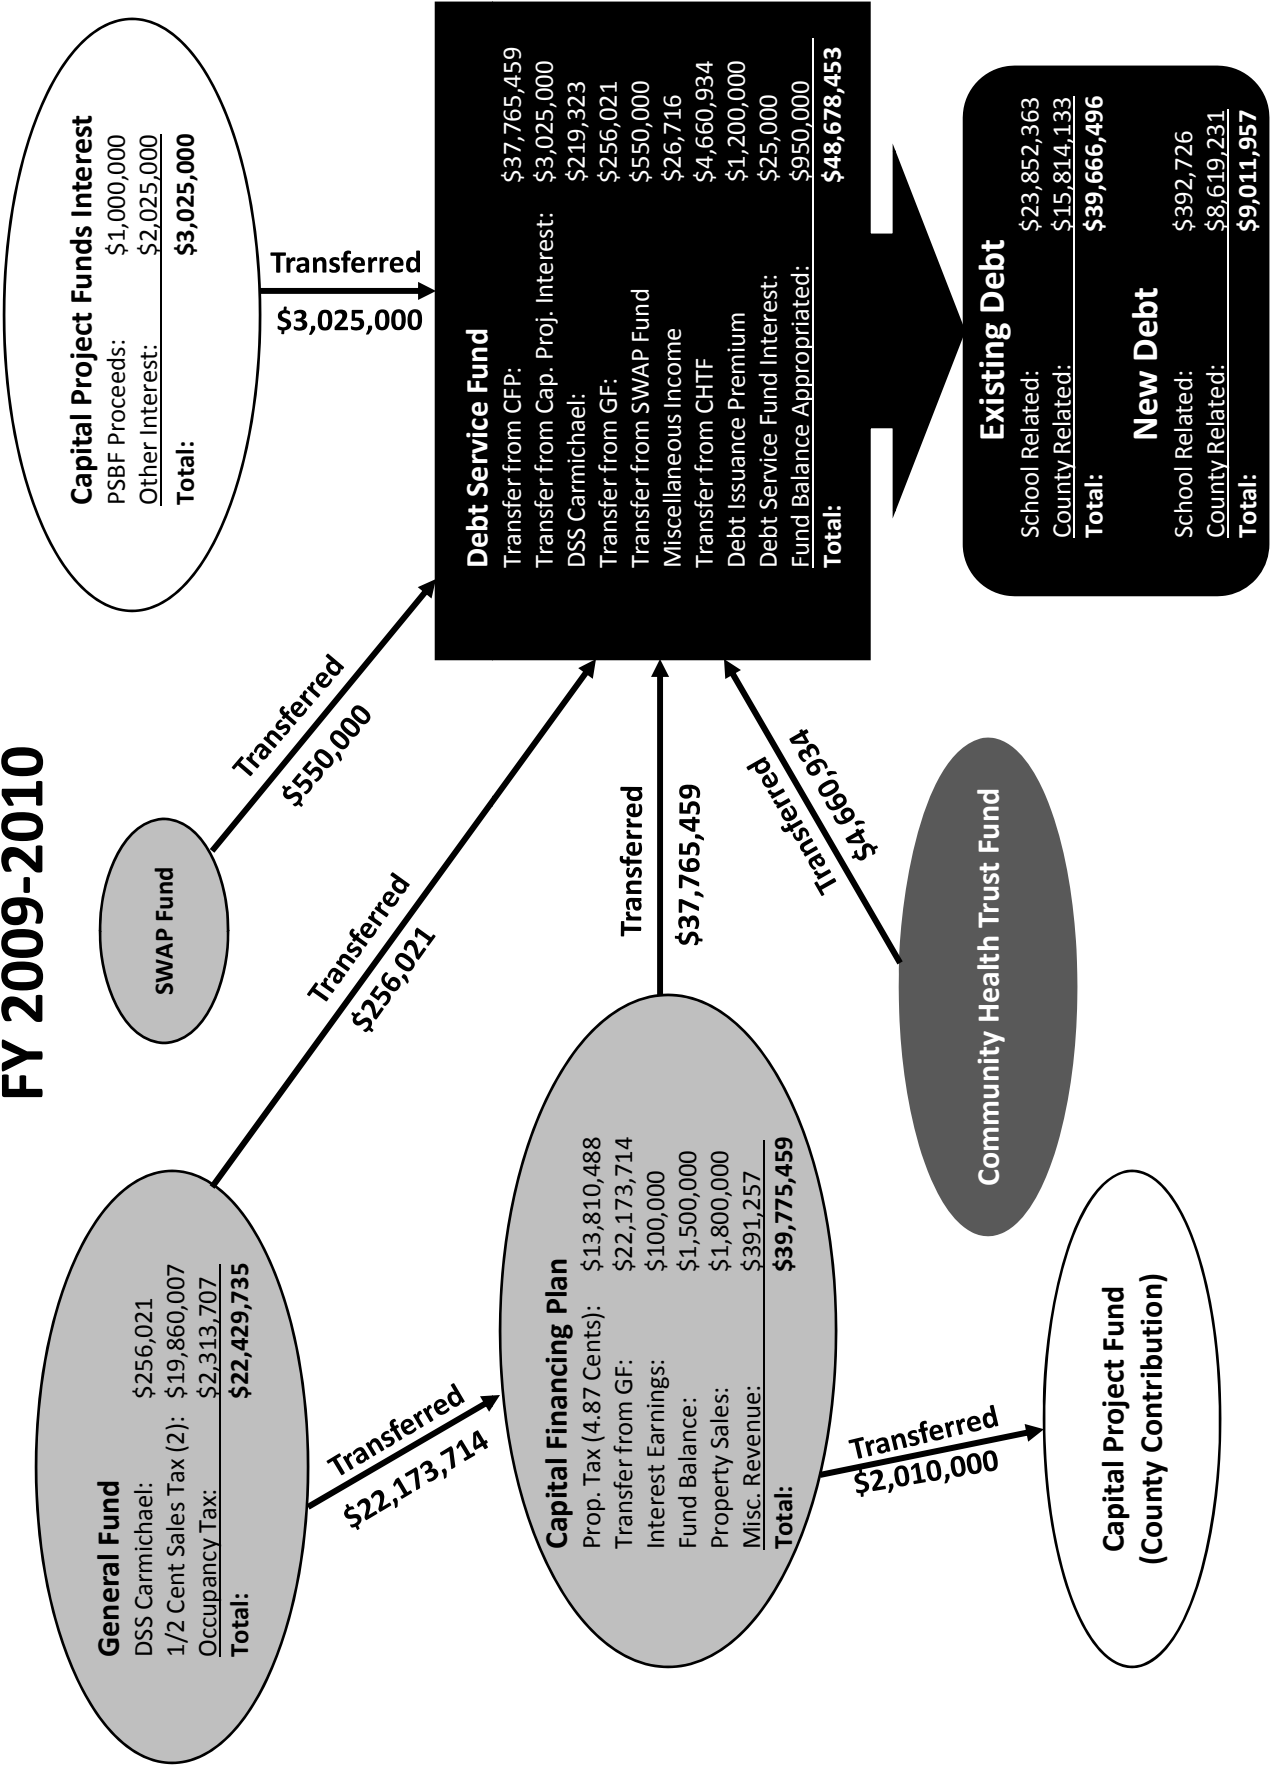 FY 2009-2010
General Fund
DSS Carmichael: $256,021
1/2 Cent Sales Tax (2): $19,860,007
Occupancy Tax: $2,313,707
Total: $22,429,735
SWAP Fund
Capital Project Funds Interest
PSBF Proceeds: $1,000,000
Other Interest: $2,025,000
Total: $3,025,000
Transferred
$22,173,714
Transferred
$256,021
Transferred
$550,000
Transferred
$3,025,000
Capital Financing Plan
Prop. Tax (4.87 Cents): $13,810,488
Transfer from GF: $22,173,714
Interest Earnings: $100,000
Fund Balance: $1,500,000
Property Sales: $1,800,000
Misc. Revenue: $391,257
Total: $39,775,459
Transferred
$37,765,459
Debt Service Fund
Transfer from CFP: $37,765,459
Transfer from Cap. Proj. Interest: $3,025,000
DSS Carmichael: $219,323
Transfer from GF: $256,021
Transfer from SWAP Fund $550,000
Miscellaneous Income $26,716
Transfer from CHTF $4,660,934
Debt Issuance Premium $1,200,000
Debt Service Fund Interest: $25,000
Fund Balance Appropriated: $950,000
Total: $48,678,453
Transferred
$4,660,934
Transferred
$2,010,000
Community Health Trust Fund
Capital Project Fund
(County Contribution)
Existing Debt
School Related: $23,852,363
County Related: $15,814,133
Total: $39,666,496
New Debt
School Related: $392,726
County Related: $8,619,231
Total: $9,011,957